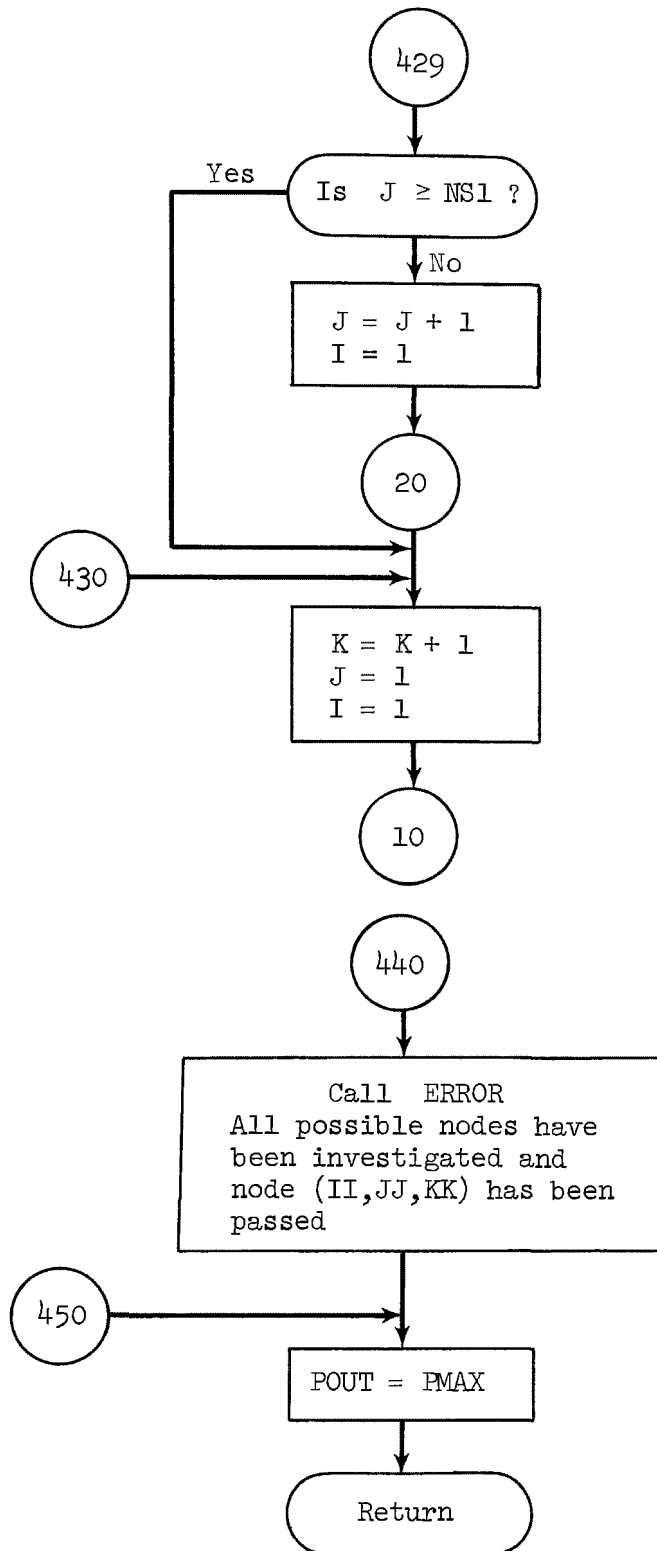 429
Yes
Is J ≥ NS1 ?
No
J = J + 1
I = 1
20
430
K = K + 1
J = 1
I = 1
10
440
Call ERROR
All possible nodes have
been investigated and
node (II,JJ,KK) has been
passed
450
POUT = PMAX
Return